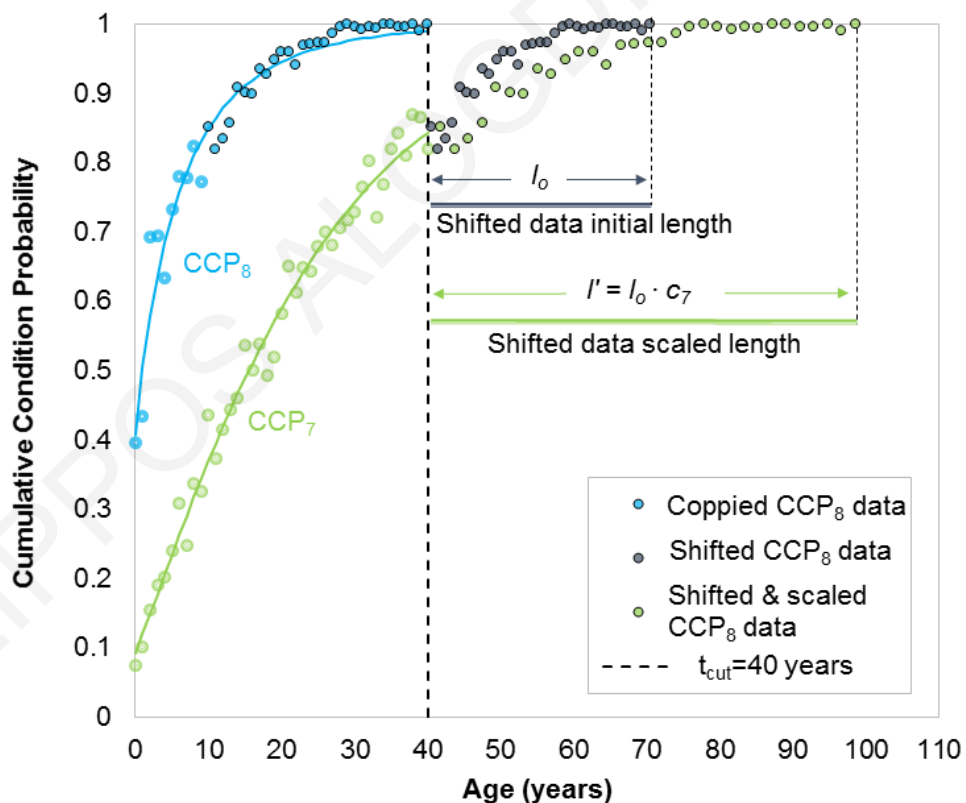 Cumulative Condition Probability
1
0.9
0.8
0.7
0.6
0.5
0.4
0.3
0.2
0.1
0
CCP8
CCP7
lo
Shifted data initial length
l' = lo · c7
Shifted data scaled length
Coppied CCP8 data
Shifted CCP8 data
Shifted & scaled
CCP8 data
tcut=40 years
0 10 20 30 40 50 60 70 80 90 100 110
Age (years)